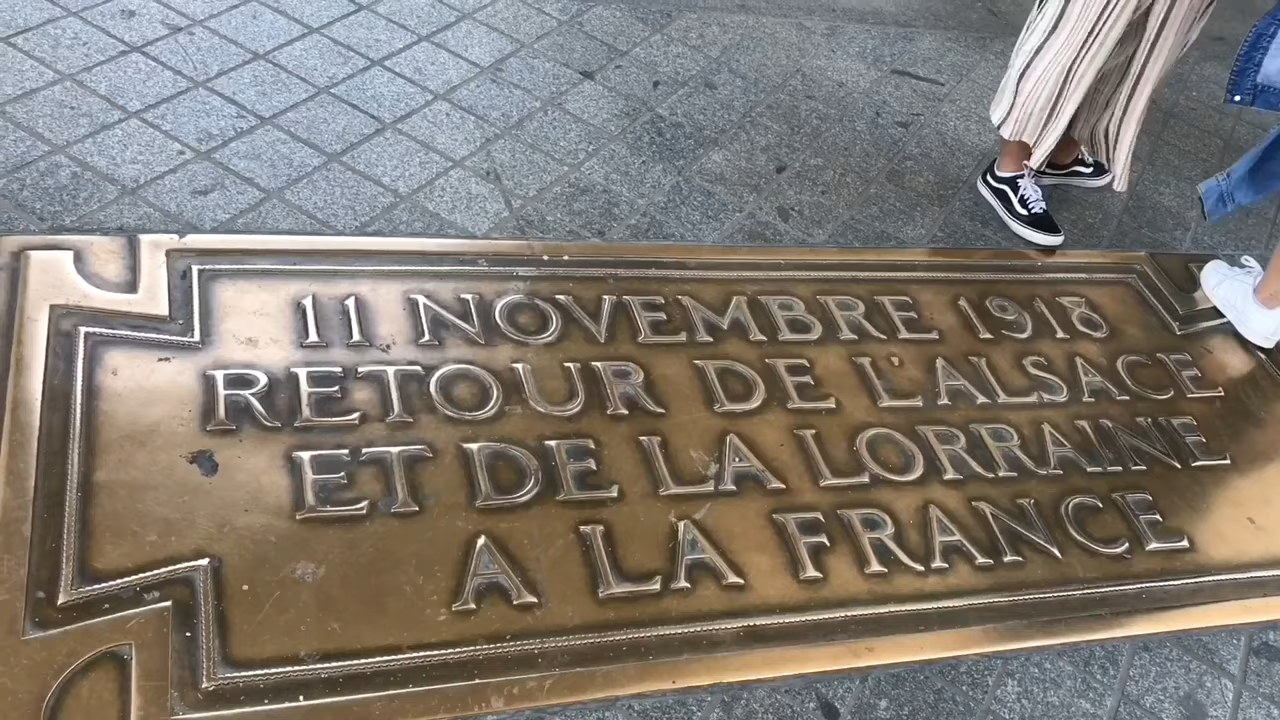 11 NOVEMBRE 1918
RETOUR DE L'ALSACE
ET DE LA LORRAINE
A LA FRANCE